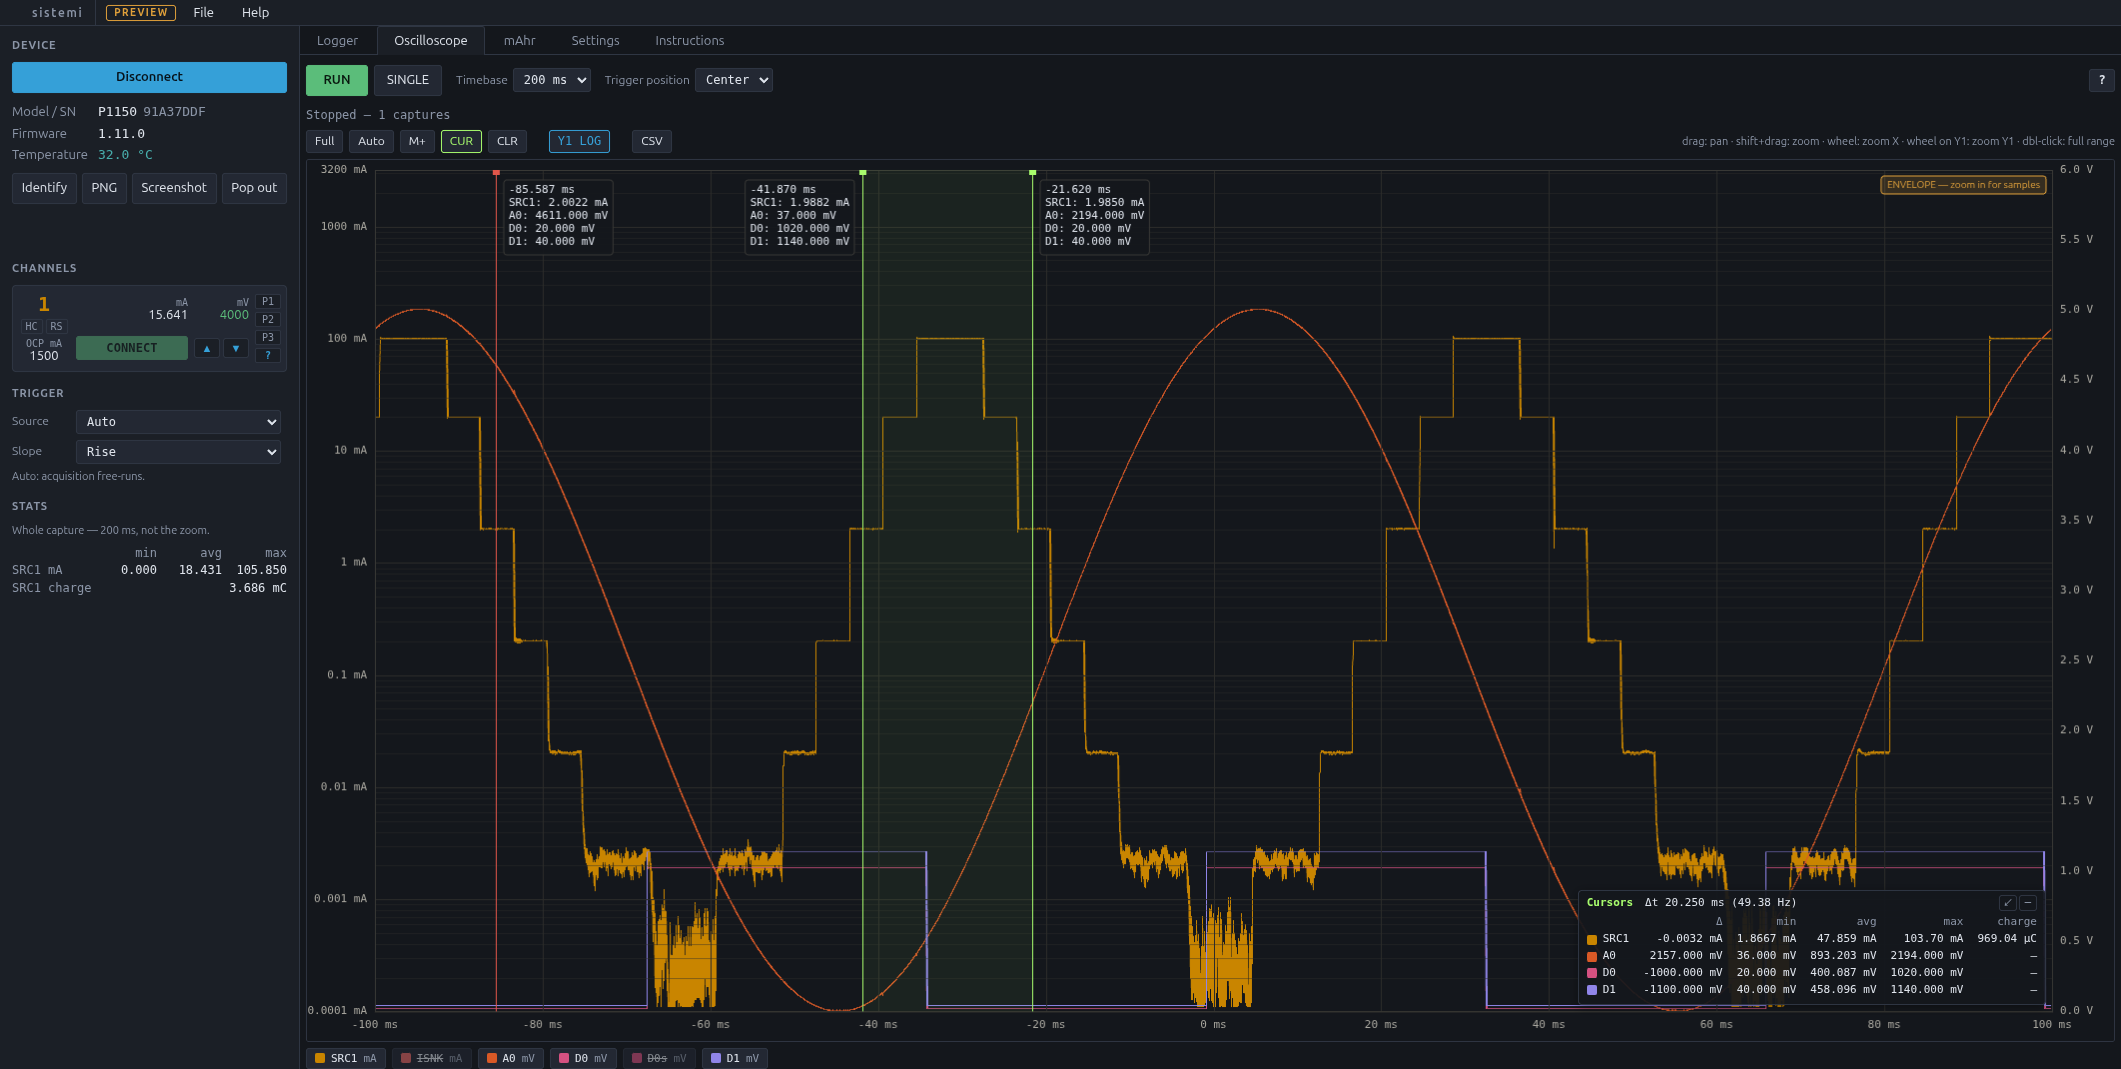 sistemi PREVIEW File Help
DEVICE
Disconnect
Model / SN P1150 91A37DDF
Firmware 1.11.0
Temperature 32.0 °C
Identify PNG Screenshot Pop out
CHANNELS
1 mA mV P1
15.641 4000
HC RS P2
OCP mA CONNECT ▲ ▼ P3
1500 ?
TRIGGER
Source Auto
Slope Rise
Auto: acquisition free-runs.
STATS
Whole capture — 200 ms, not the zoom.
min avg max
SRC1 mA 0.000 18.431 105.850
SRC1 charge 3.686 mC
Logger Oscilloscope mAhr Settings Instructions
RUN SINGLE Timebase 200 ms Trigger position Center ?
Stopped — 1 captures
Full Auto M+ CUR CLR Y1 LOG CSV
drag: pan · shift+drag: zoom · wheel: zoom X · wheel on Y1: zoom Y1 · dbl-click: full range
3200 mA
1000 mA
100 mA
10 mA
1 mA
0.1 mA
0.01 mA
0.001 mA
0.0001 mA
-85.587 ms
SRC1: 2.0022 mA
A0: 4611.000 mV
D0: 20.000 mV
D1: 40.000 mV
-41.870 ms
SRC1: 1.9882 mA
A0: 37.000 mV
D0: 1020.000 mV
D1: 1140.000 mV
-21.620 ms
SRC1: 1.9850 mA
A0: 2194.000 mV
D0: 20.000 mV
D1: 40.000 mV
ENVELOPE — zoom in for samples
6.0 V
5.5 V
5.0 V
4.5 V
4.0 V
3.5 V
3.0 V
2.5 V
2.0 V
1.5 V
1.0 V
0.5 V
0.0 V
Cursors Δt 20.250 ms (49.38 Hz)
Δ min avg max charge
SRC1 -0.0032 mA 1.8667 mA 47.859 mA 103.70 mA 969.04 µC
A0 2157.000 mV 36.000 mV 893.203 mV 2194.000 mV —
D0 -1000.000 mV 20.000 mV 400.087 mV 1020.000 mV —
D1 -1100.000 mV 40.000 mV 458.096 mV 1140.000 mV —
-100 ms -80 ms -60 ms -40 ms -20 ms 0 ms 20 ms 40 ms 60 ms 80 ms 100 ms
SRC1 mA ISNK mA A0 mV D0 mV D0s mV D1 mV